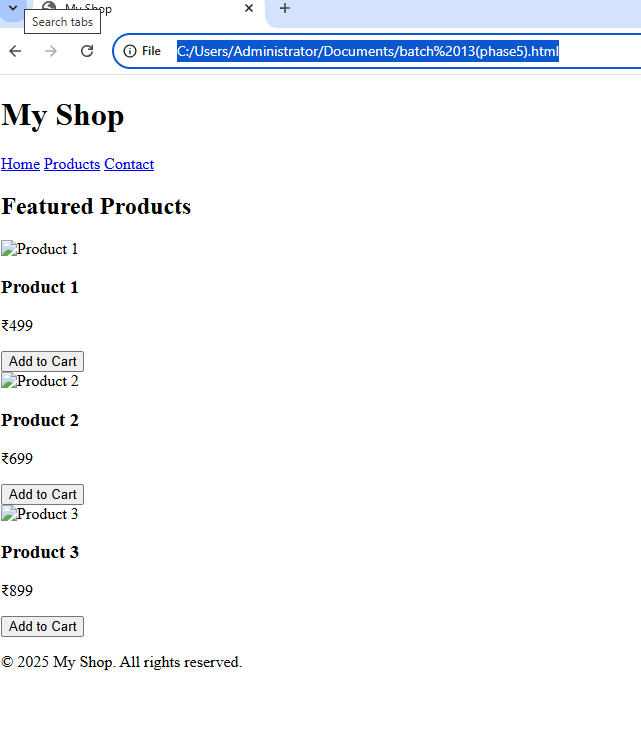 My Shop
Search tabs
File C:/Users/Administrator/Documents/batch%2013(phase5).html
My Shop
Home Products Contact
Featured Products
Product 1
Product 1
₹499
Add to Cart
Product 2
Product 2
₹699
Add to Cart
Product 3
Product 3
₹899
Add to Cart
© 2025 My Shop. All rights reserved.